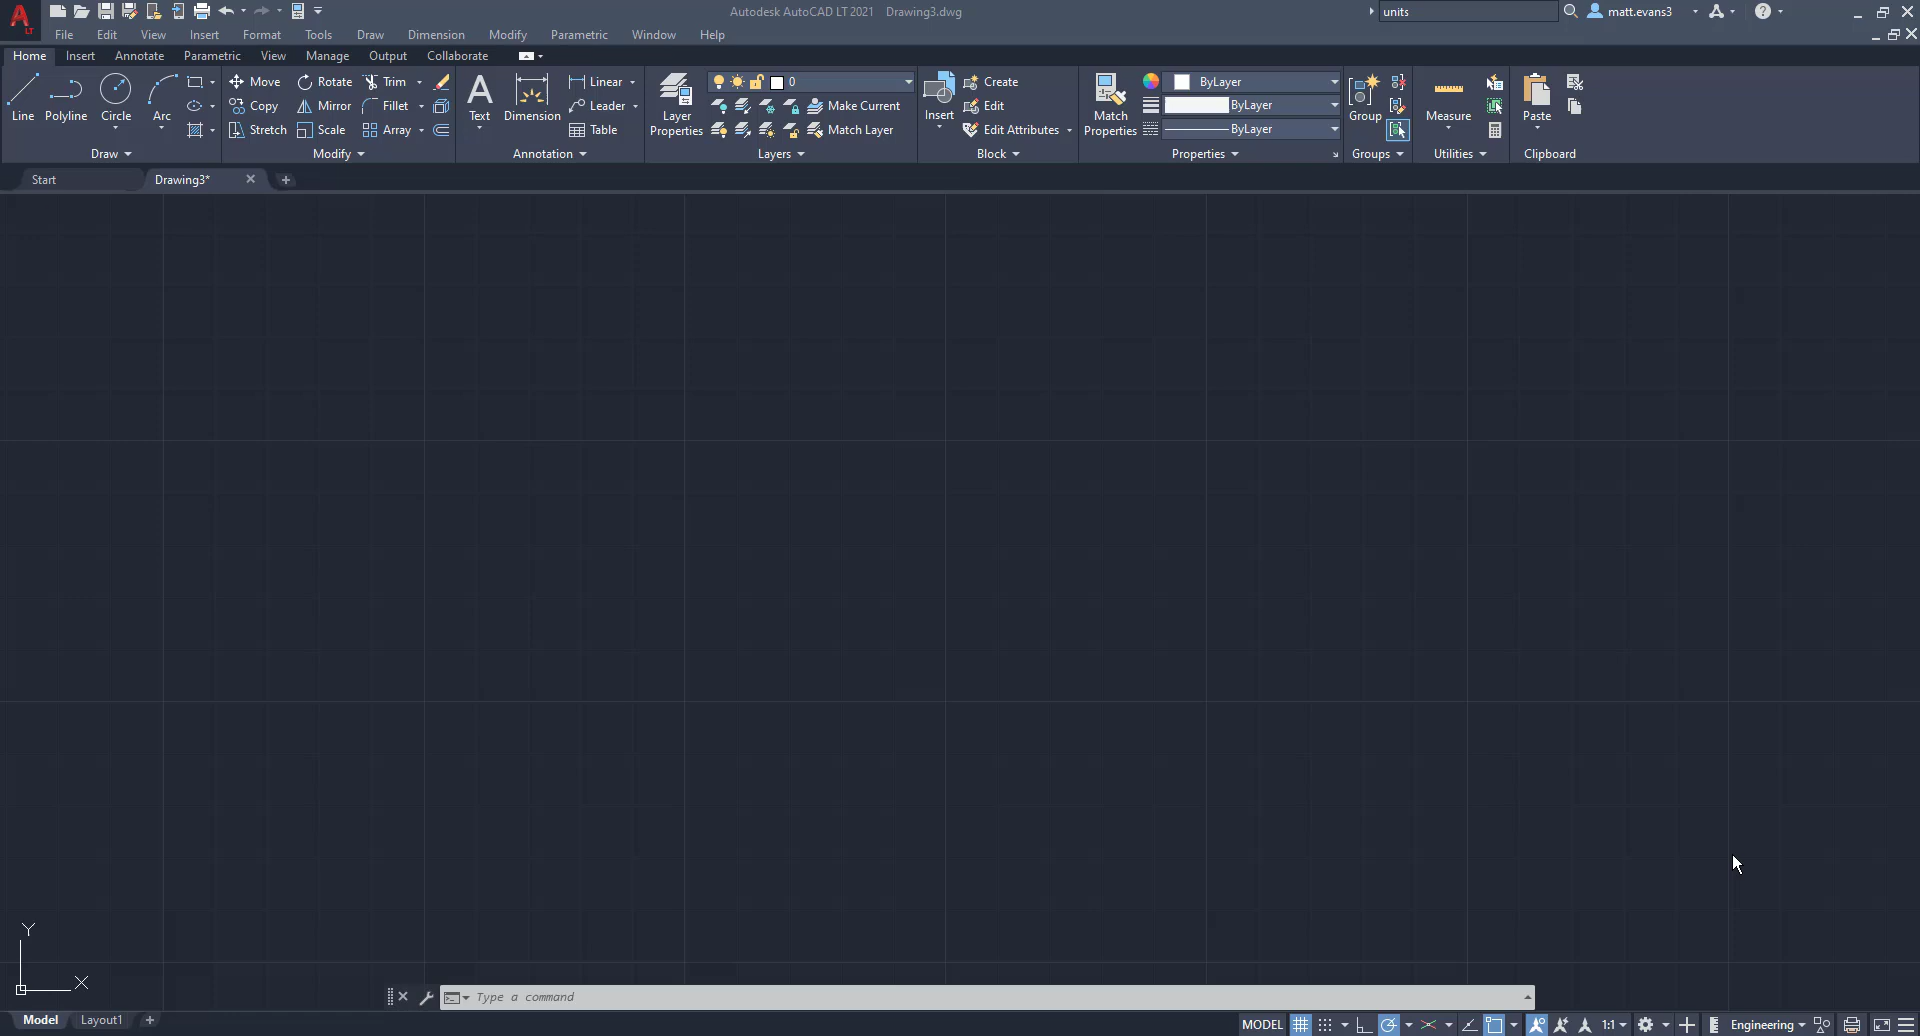 Autodesk AutoCAD LT 2021 Drawing3.dwg units matt.evans3
File Edit View Insert Format Tools Draw Dimension Modify Parametric Window Help
Home Insert Annotate Parametric View Manage Output Collaborate
Line Polyline Circle Arc
Draw
Move Rotate Trim
Copy Mirror Fillet
Stretch Scale Array
Modify
Text Dimension
Linear
Leader
Table
Annotation
Layer Properties
0
Make Current
Match Layer
Layers
Insert
Create
Edit
Edit Attributes
Block
Match Properties
ByLayer
ByLayer
ByLayer
Properties
Group
Groups
Measure
Utilities
Paste
Clipboard
Start Drawing3*
Y
X
Type a command
Model Layout1
MODEL 1:1 Engineering